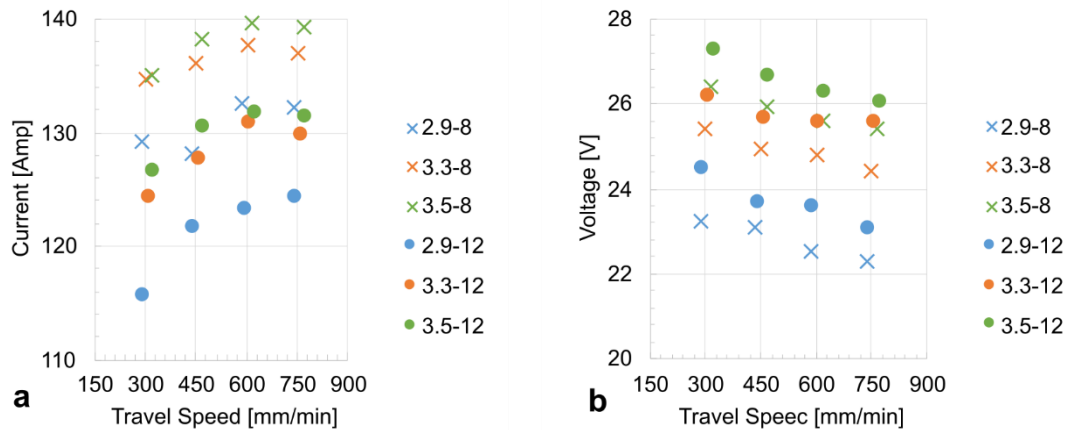 140
130
120
110
Current [Amp]
150 300 450 600 750 900
Travel Speed [mm/min]
a
2.9-8
3.3-8
3.5-8
2.9-12
3.3-12
3.5-12
28
26
24
22
20
Voltage [V]
150 300 450 600 750 900
Travel Speec [mm/min]
b
2.9-8
3.3-8
3.5-8
2.9-12
3.3-12
3.5-12